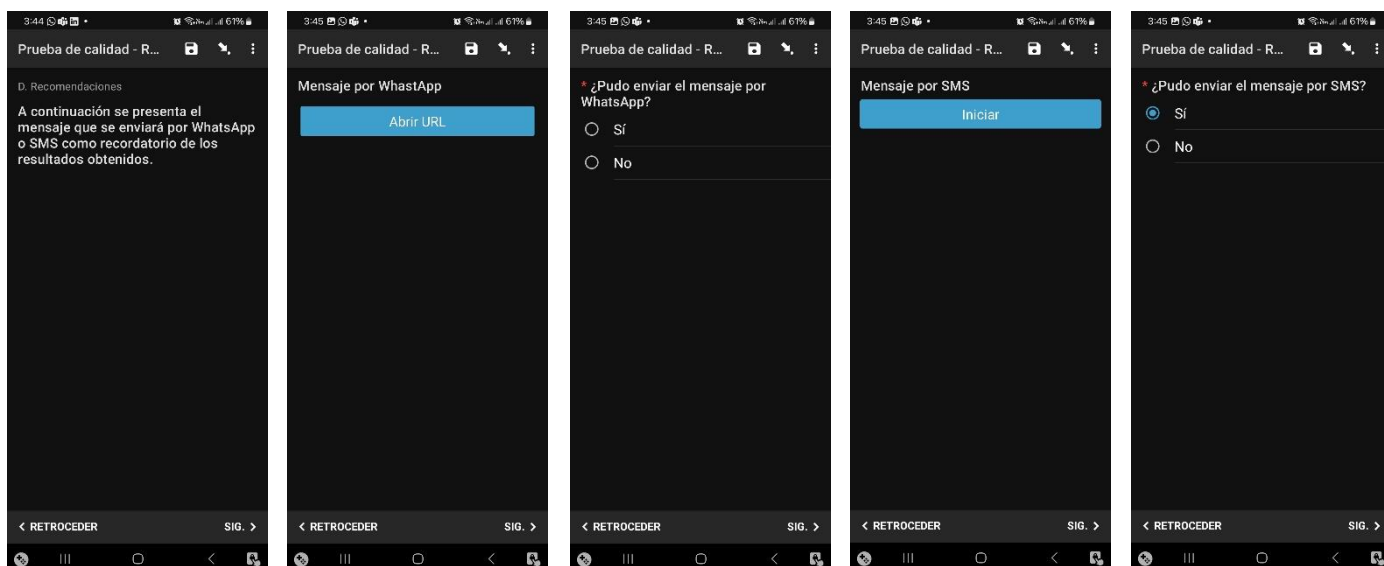 3:44
61%
Prueba de calidad - R...
D. Recomendaciones
A continuación se presenta el
mensaje que se enviará por WhatsApp
o SMS como recordatorio de los
resultados obtenidos.
< RETROCEDER
SIG. >
3:45
61%
Prueba de calidad - R...
Mensaje por WhastApp
Abrir URL
< RETROCEDER
SIG. >
3:45
61%
Prueba de calidad - R...
* ¿Pudo enviar el mensaje por
WhatsApp?
Sí
No
< RETROCEDER
SIG. >
3:45
61%
Prueba de calidad - R...
Mensaje por SMS
Iniciar
< RETROCEDER
SIG. >
3:45
61%
Prueba de calidad - R...
* ¿Pudo enviar el mensaje por SMS?
Sí
No
< RETROCEDER
SIG. >